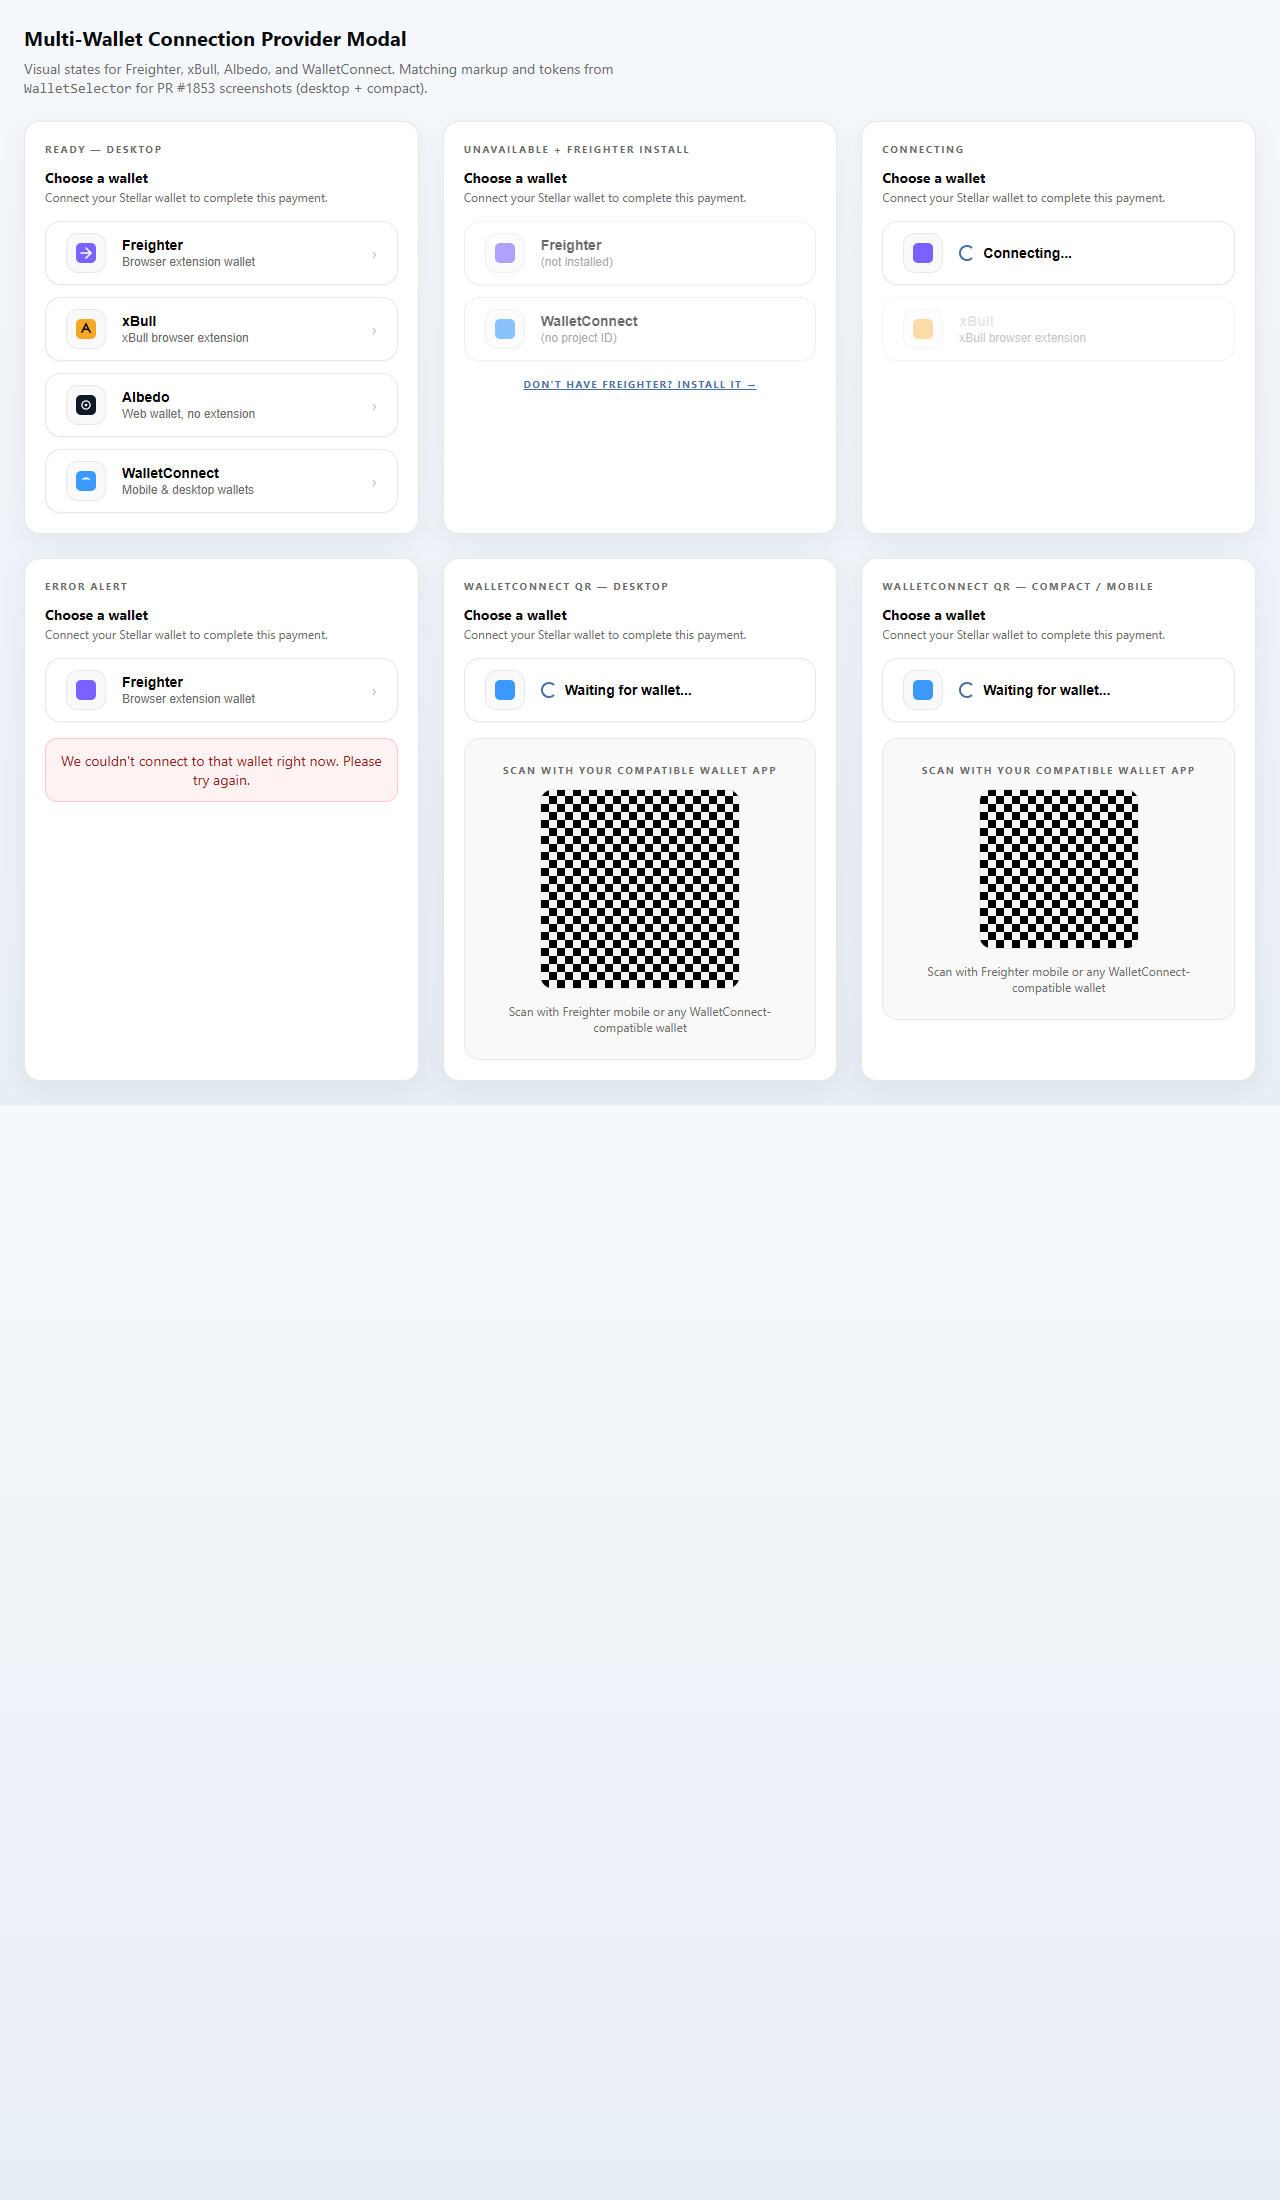 Multi-Wallet Connection Provider Modal
Visual states for Freighter, xBull, Albedo, and WalletConnect. Matching markup and tokens from
WalletSelector for PR #1853 screenshots (desktop + compact).
READY — DESKTOP
Choose a wallet
Connect your Stellar wallet to complete this payment.
Freighter
Browser extension wallet
›
xBull
xBull browser extension
›
Albedo
Web wallet, no extension
›
WalletConnect
Mobile & desktop wallets
›
UNAVAILABLE + FREIGHTER INSTALL
Choose a wallet
Connect your Stellar wallet to complete this payment.
Freighter
(not installed)
WalletConnect
(no project ID)
DON'T HAVE FREIGHTER? INSTALL IT →
CONNECTING
Choose a wallet
Connect your Stellar wallet to complete this payment.
Connecting...
xBull
xBull browser extension
ERROR ALERT
Choose a wallet
Connect your Stellar wallet to complete this payment.
Freighter
Browser extension wallet
›
We couldn't connect to that wallet right now. Please
try again.
WALLETCONNECT QR — DESKTOP
Choose a wallet
Connect your Stellar wallet to complete this payment.
Waiting for wallet...
SCAN WITH YOUR COMPATIBLE WALLET APP
Scan with Freighter mobile or any WalletConnect-
compatible wallet
WALLETCONNECT QR — COMPACT / MOBILE
Choose a wallet
Connect your Stellar wallet to complete this payment.
Waiting for wallet...
SCAN WITH YOUR COMPATIBLE WALLET APP
Scan with Freighter mobile or any WalletConnect-
compatible wallet